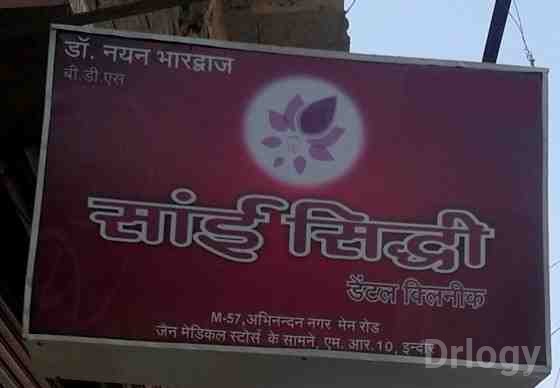 डॉ. नयन भारद्वाज
बी.डी.एस
सांई सिद्धी
डेंटल क्लिनीक
M-57,अभिनन्दन नगर मेन रोड
जैन मेडिकल स्टोर्स के सामने, एम.आर.10, इन्दौर
Drlogy